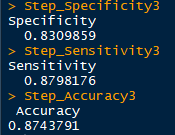 > Step_Specificity3
Specificity
0.8309859
> Step_Sensitivity3
Sensitivity
0.8798176
> Step_Accuracy3
Accuracy
0.8743791